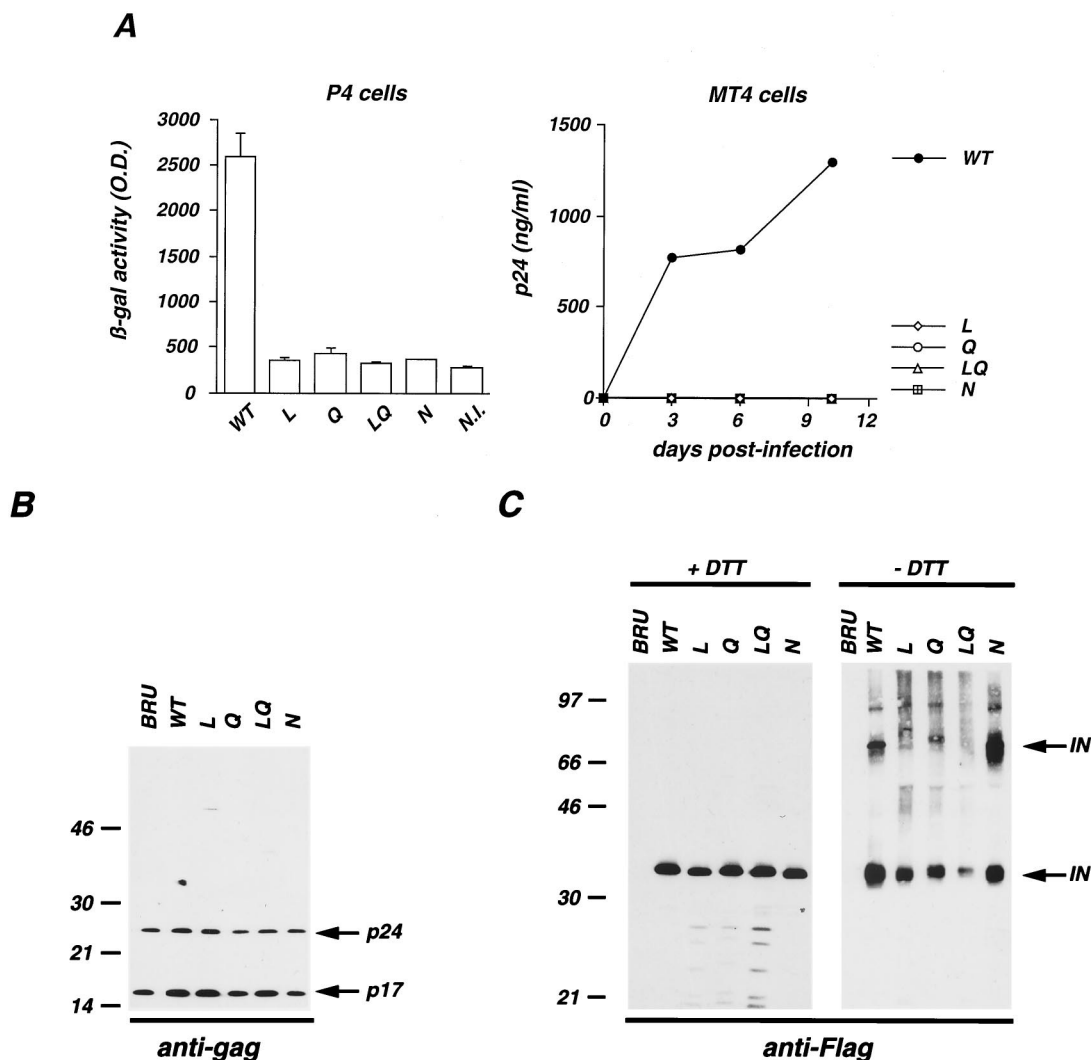 A
P4 cells
ß-gal activity (O.D.)
3000
2500
2000
1500
1000
500
0
WT
L
Q
LQ
N
N.I.
MT4 cells
p24 (ng/ml)
1500
1000
500
0
0
3
6
9
12
days post-infection
WT
L
Q
LQ
N
B
BRU
WT
L
Q
LQ
N
46
30
21
14
p24
p17
anti-gag
C
+ DTT
- DTT
BRU
WT
L
Q
LQ
N
BRU
WT
L
Q
LQ
N
97
66
46
30
21
IN
IN
anti-Flag